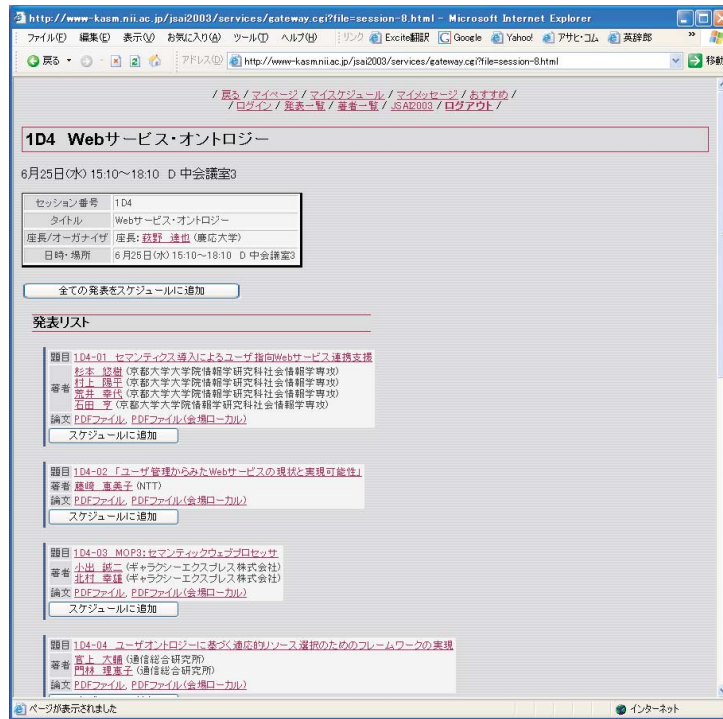 http://www-kasm.nii.ac.jp/jsai2003/services/gateway.cgi?file=session-8.html - Microsoft Internet Explorer
ファイル(F) 編集(E) 表示(V) お気に入り(A) ツール(T) ヘルプ(H) リンク Excite翻訳 Google Yahoo! アサヒ・コム 英辞郎 »
戻る アドレス(D) http://www-kasm.nii.ac.jp/jsai2003/services/gateway.cgi?file=session-8.html 移動
/ 戻る / マイページ / マイスケジュール / マイメッセージ / おすすめ /
/ ログイン / 発表一覧 / 著者一覧 / JSAI2003 / ログアウト /
1D4 Webサービス・オントロジー
6月25日(水) 15:10～18:10 D 中会議室3
セッション番号 1D4
タイトル Webサービス・オントロジー
座長/オーガナイザ 座長: 萩野 達也 (慶応大学)
日時・場所 6月25日(水) 15:10～18:10 D 中会議室3
全ての発表をスケジュールに追加
発表リスト
題目 1D4-01 セマンティクス導入によるユーザ指向Webサービス連携支援
著者 杉本 悠樹 (京都大学大学院情報学研究科社会情報学専攻)
村上 陽平 (京都大学大学院情報学研究科社会情報学専攻)
荒井 幸代 (京都大学大学院情報学研究科社会情報学専攻)
石田 亨 (京都大学大学院情報学研究科社会情報学専攻)
論文 PDFファイル, PDFファイル(会場ローカル)
スケジュールに追加
題目 1D4-02 「ユーザ管理からみたWebサービスの現状と実現可能性」
著者 藤崎 恵美子 (NTT)
論文 PDFファイル, PDFファイル(会場ローカル)
スケジュールに追加
題目 1D4-03 MOP3:セマンティックウェブプロセッサ
著者 小出 誠二 (ギャラクシーエクスプレス株式会社)
北村 幸雄 (ギャラクシーエクスプレス株式会社)
論文 PDFファイル, PDFファイル(会場ローカル)
スケジュールに追加
題目 1D4-04 ユーザオントロジーに基づく適応的リソース選択のためのフレームワークの実現
著者 宮上 大輔 (通信総合研究所)
門林 理恵子 (通信総合研究所)
論文 PDFファイル, PDFファイル(会場ローカル)
ページが表示されました インターネット